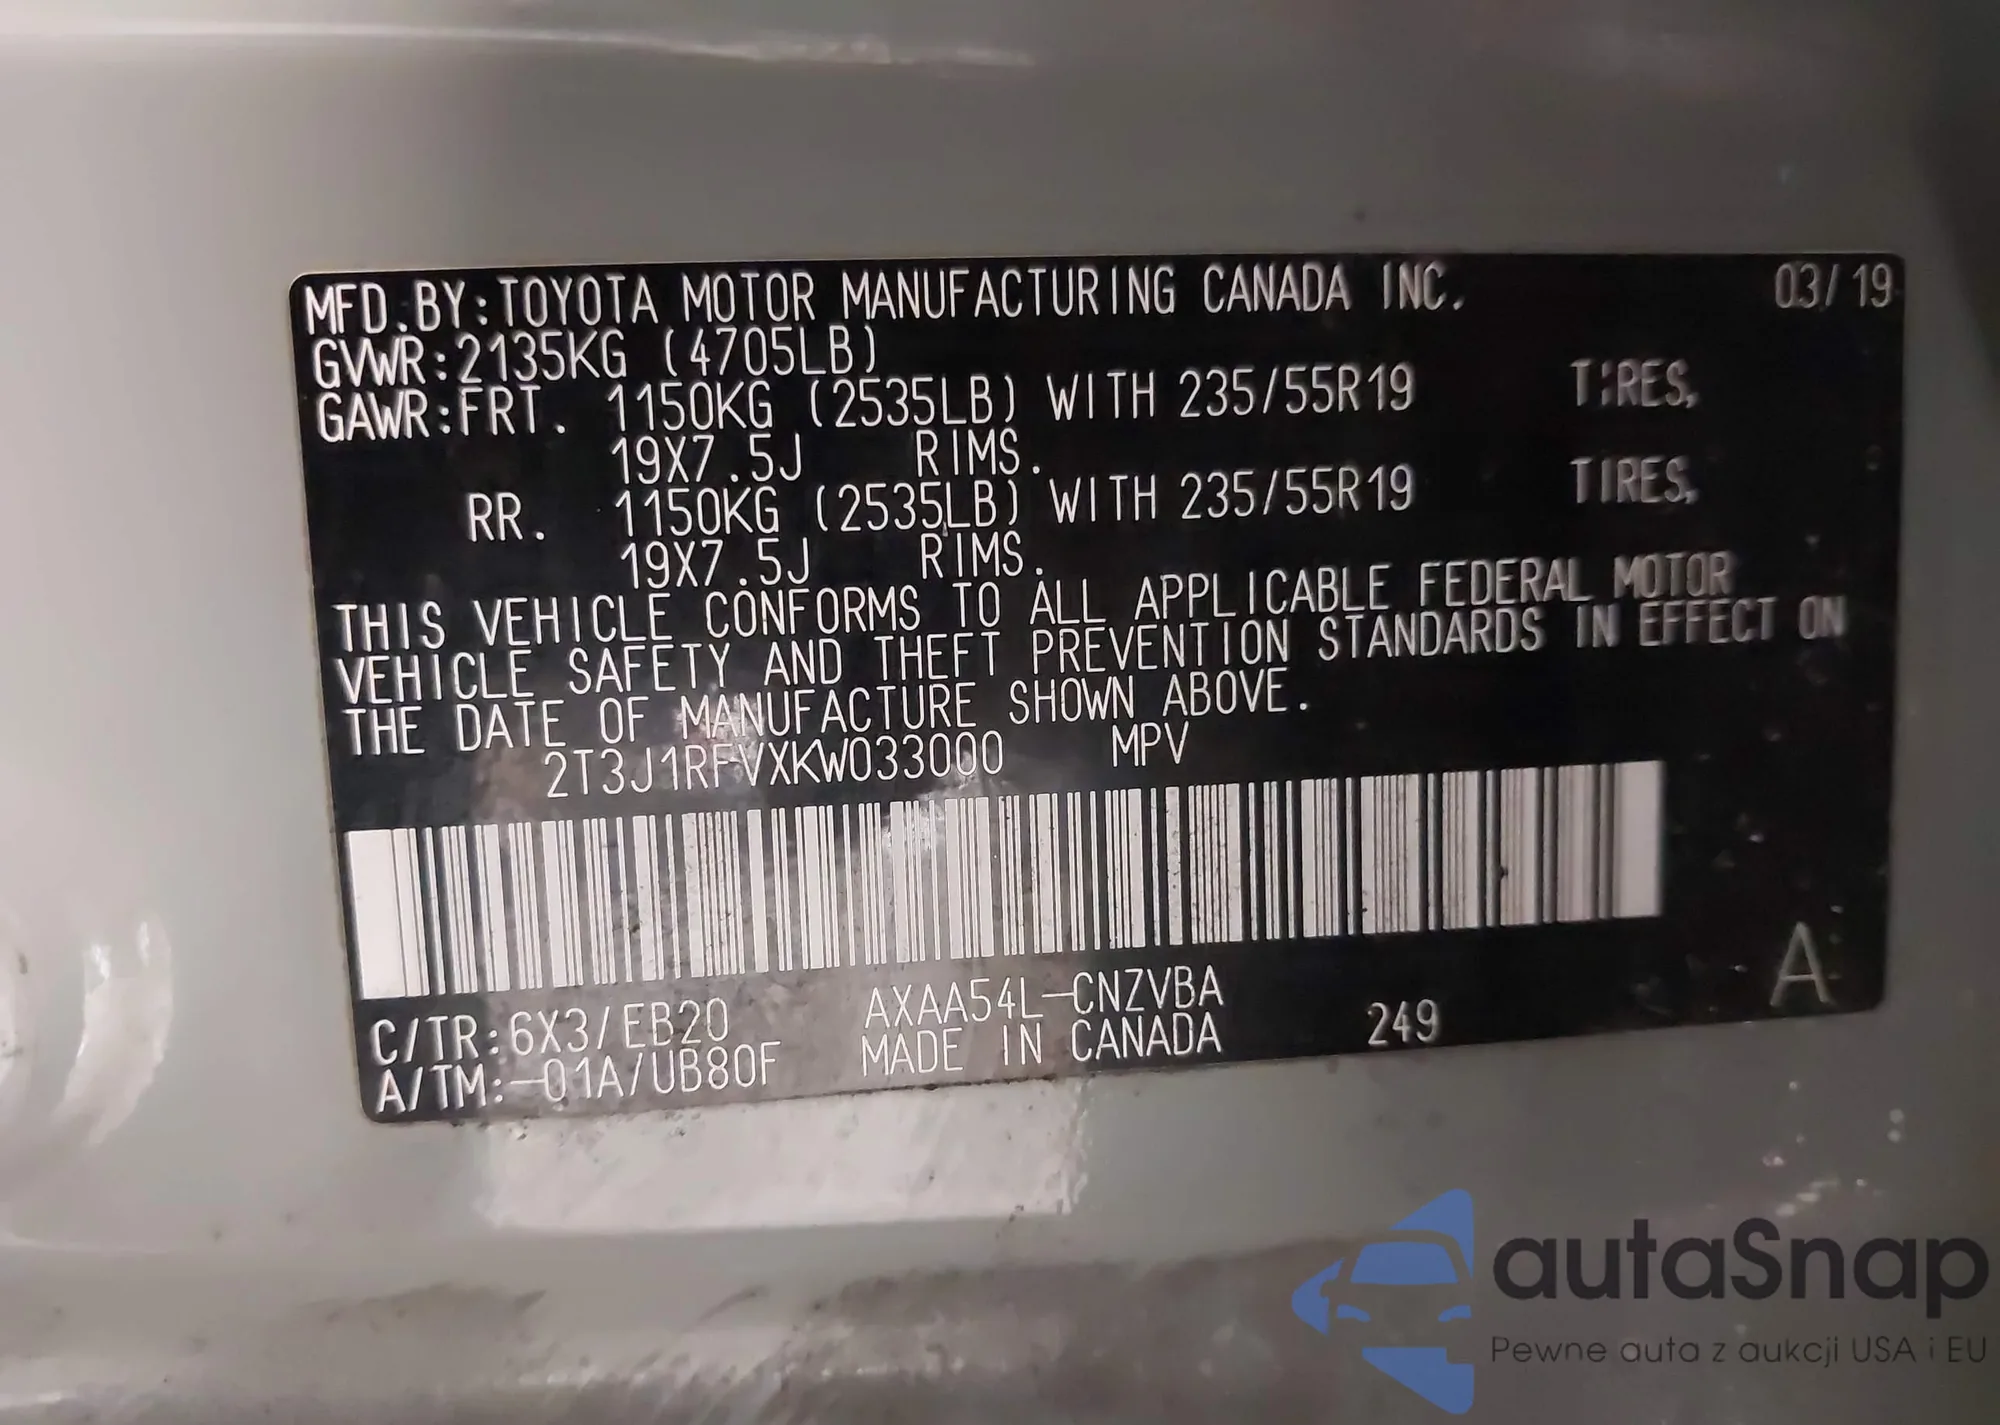 MFD.BY:TOYOTA MOTOR MANUFACTURING CANADA INC. 03/19
GVWR:2135KG (4705LB)
GAWR:FRT. 1150KG (2535LB) WITH 235/55R19 TIRES,
19X7.5J RIMS.
RR. 1150KG (2535LB) WITH 235/55R19 TIRES,
19X7.5J RIMS.
THIS VEHICLE CONFORMS TO ALL APPLICABLE FEDERAL MOTOR
VEHICLE SAFETY AND THEFT PREVENTION STANDARDS IN EFFECT ON
THE DATE OF MANUFACTURE SHOWN ABOVE.
2T3J1RFVXKW033000 MPV
C/TR:6X3/EB20 AXAA54L-CNZVBA 249 A
A/TM:-01A/UB80F MADE IN CANADA
autaSnap
Pewne auta z aukcji USA i EU